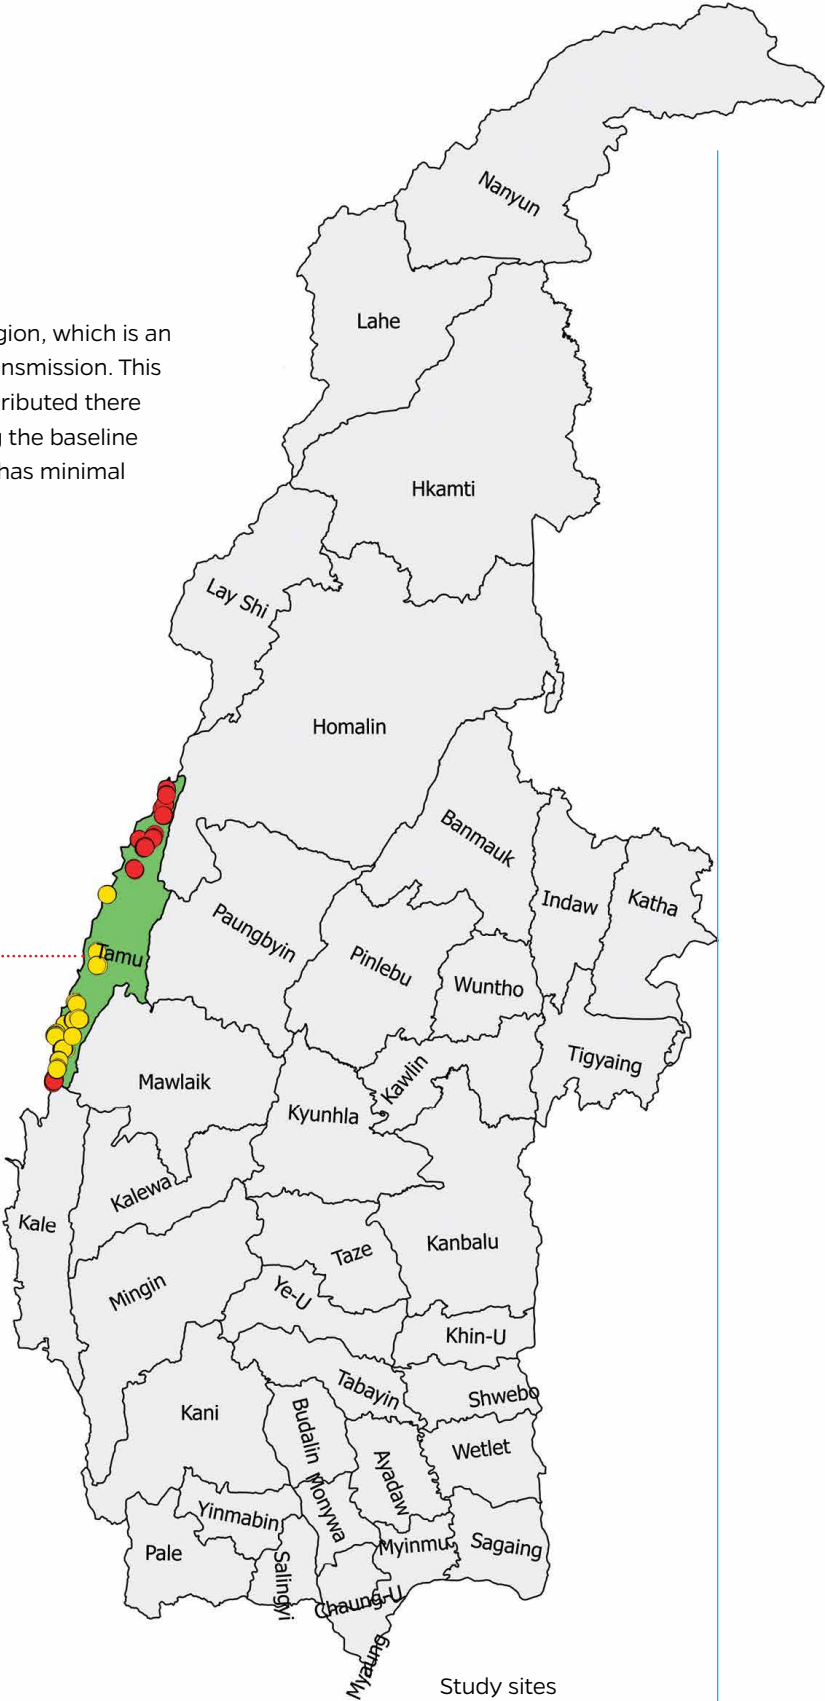 Nanyun
Lahe
gion, which is an
nsmission. This
ributed there
g the baseline
has minimal
Hkamti
Lay Shi
Homalin
Banmauk
Indaw
Katha
Paungbyin
Pinlebu
Wuntho
Tamu
Tigyaing
Mawlaik
Kawlin
Kyunhla
Kalewa
Kale
Kanbalu
Taze
Mingin
Ye-U
Khin-U
Tabayin
Shwebo
Kani
Budalin
Wetlet
Ayadaw
Monywa
Yinmabin
Pale
Salingyi
Myinmu
Sagaing
Chaung-U
Myaung
Study sites